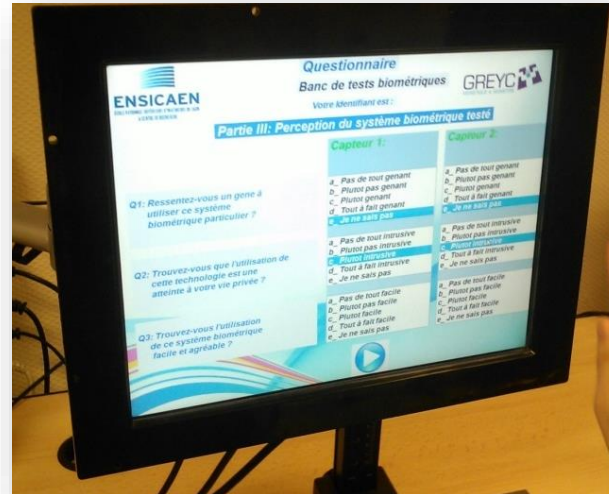 Questionnaire
Banc de tests biométriques
Votre Identifiant est :
ENSICAEN
GREYC
Partie III: Perception du système biométrique testé
Capteur 1:
Capteur 2:
Q1: Ressentez-vous un gene à
utiliser ce système
biométrique particulier ?
a_ Pas de tout genant
b_ Plutot pas genant
c_ Plutot genant
d_ Tout à fait genant
e_ Je ne sais pas
a_ Pas de tout genant
b_ Plutot pas genant
c_ Plutot genant
d_ Tout à fait genant
e_ Je ne sais pas
Q2: Trouvez-vous que l'utilisation de
cette technologie est une
atteinte à votre vie privée ?
a_ Pas de tout intrusive
b_ Plutot pas intrusive
c_ Plutot intrusive
d_ Tout à fait intrusive
e_ Je ne sais pas
a_ Pas de tout intrusive
b_ Plutot pas intrusive
c_ Plutot intrusive
d_ Tout à fait intrusive
e_ Je ne sais pas
Q3: Trouvez-vous l'utilisation
de ce système biométrique
facile et agréable ?
a_ Pas de tout facile
b_ Plutot pas facile
c_ Plutot facile
d_ Tout à fait facile
e_ Je ne sais pas
a_ Pas de tout facile
b_ Plutot pas facile
c_ Plutot facile
d_ Tout à fait facile
e_ Je ne sais pas